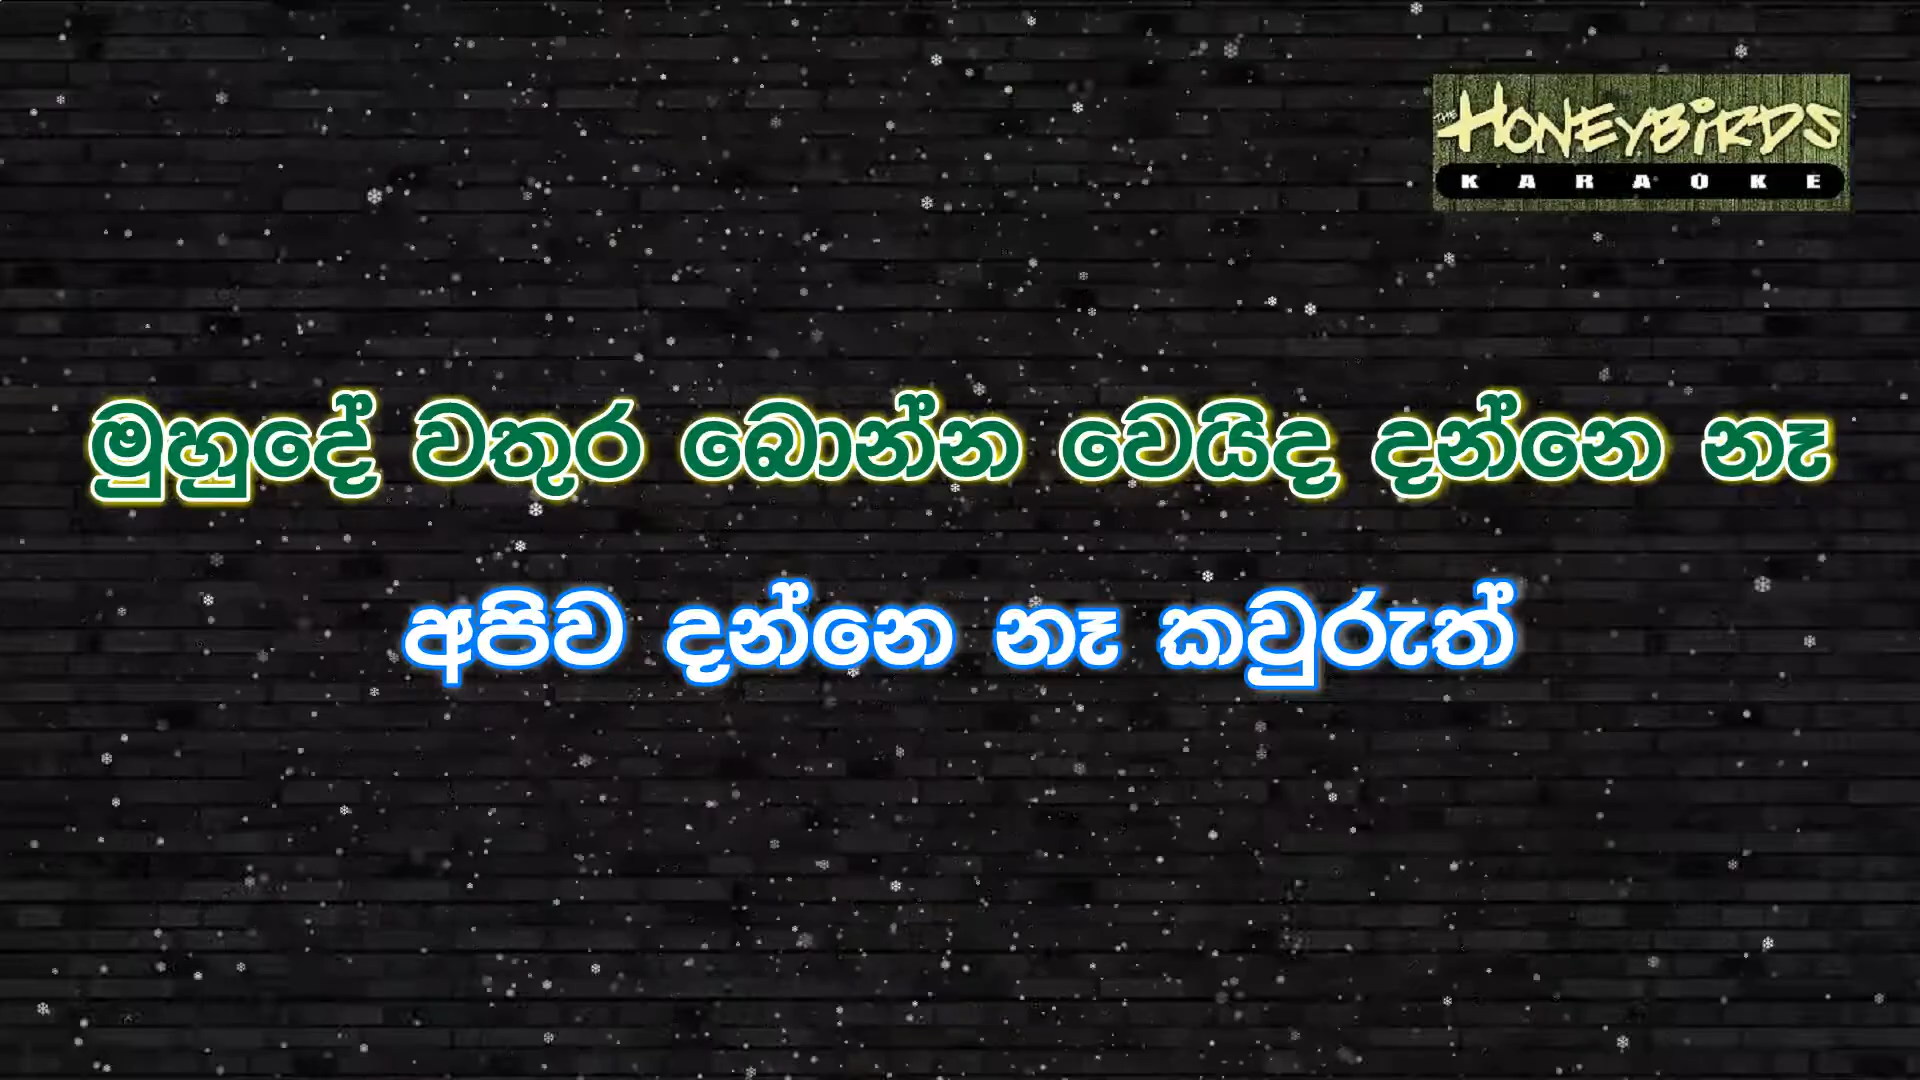 THE HONEYBIRDS
KARAOKE
මුහුදේ වතුර බොන්න වෙයිද දන්නෙ නෑ
අපිව දන්නෙ නෑ කවුරුත්